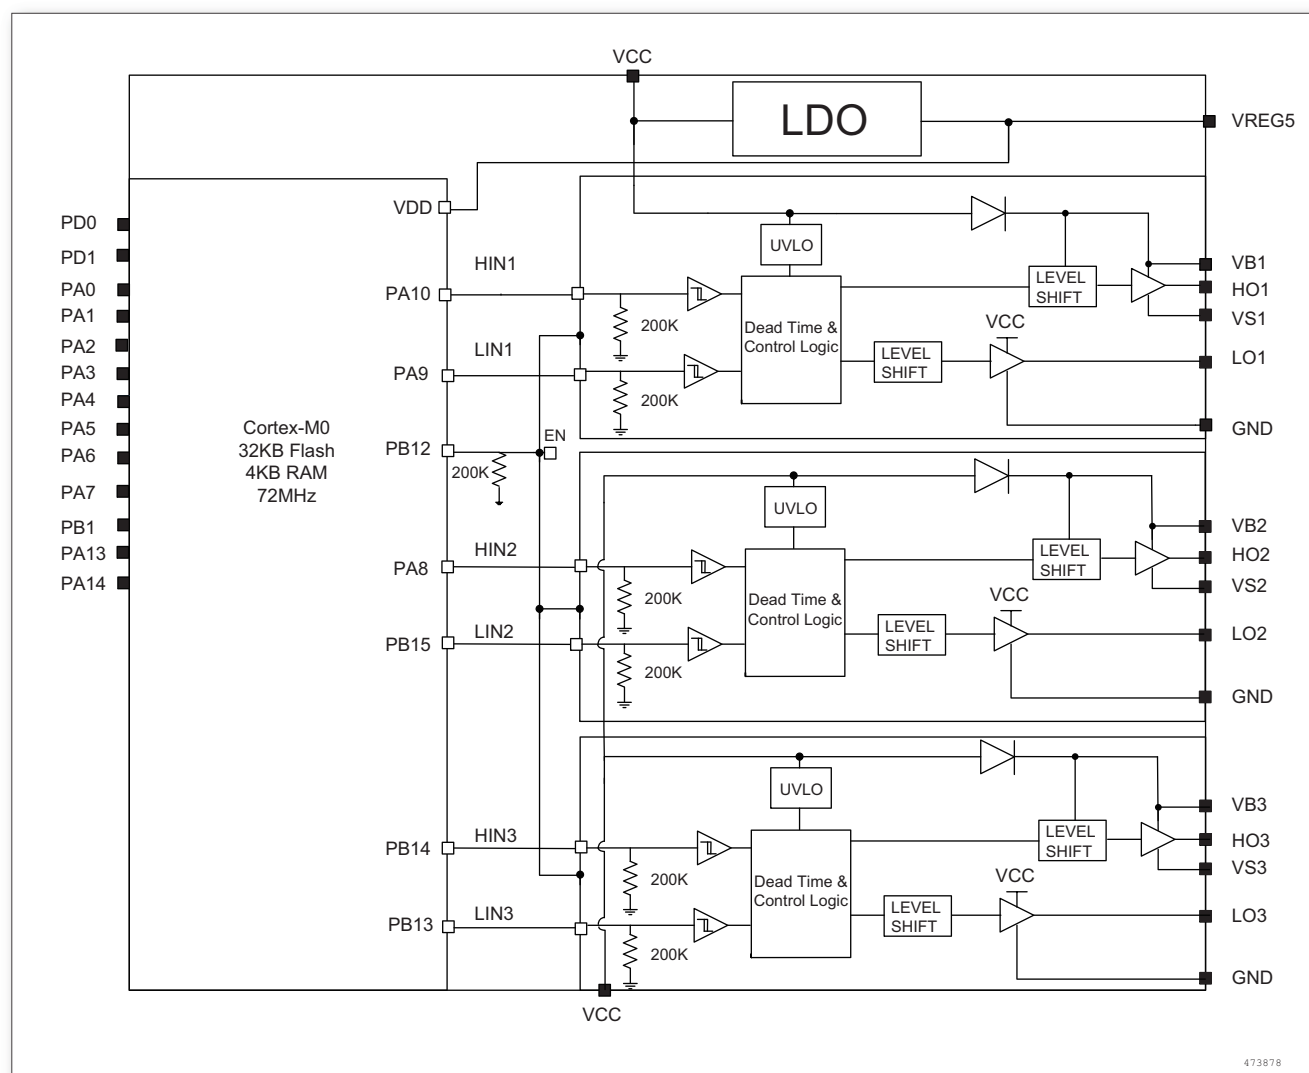 VCC
LDO
VREG5
VDD
PD0
PD1
PA0
PA1
PA2
PA3
PA4
PA5
PA6
PA7
PB1
PA13
PA14
Cortex-M0
32KB Flash
4KB RAM
72MHz
PA10
HIN1
PA9
LIN1
PB12
200K
EN
PA8
HIN2
PB15
LIN2
PB14
HIN3
PB13
LIN3
UVLO
200K
200K
Dead Time &
Control Logic
LEVEL
SHIFT
LEVEL
SHIFT
VCC
VB1
HO1
VS1
LO1
GND
UVLO
200K
200K
Dead Time &
Control Logic
LEVEL
SHIFT
LEVEL
SHIFT
VCC
VB2
HO2
VS2
LO2
GND
UVLO
200K
200K
Dead Time &
Control Logic
LEVEL
SHIFT
LEVEL
SHIFT
VCC
VB3
HO3
VS3
LO3
GND
VCC
473878